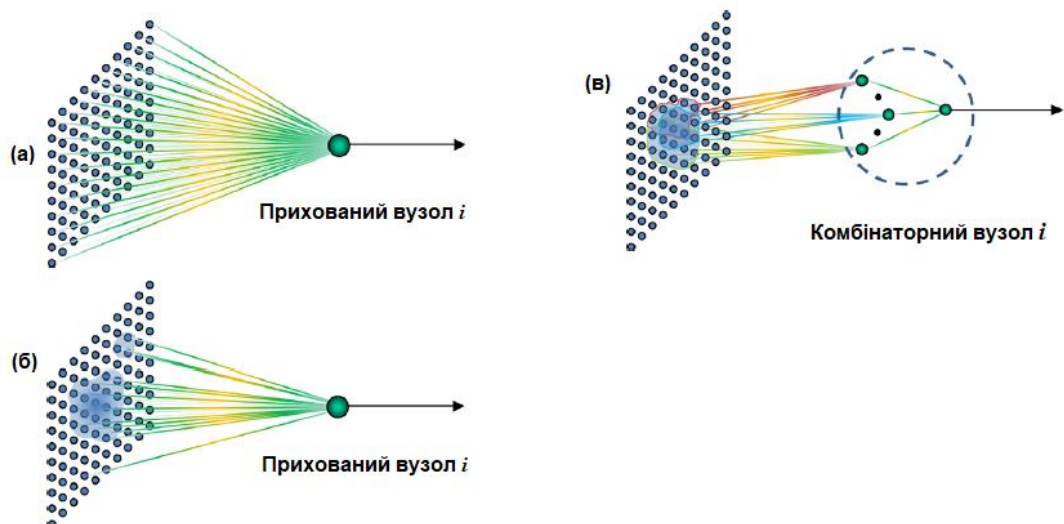 (а)
Прихований вузол i
(б)
Прихований вузол i
(в)
Комбінаторний вузол i